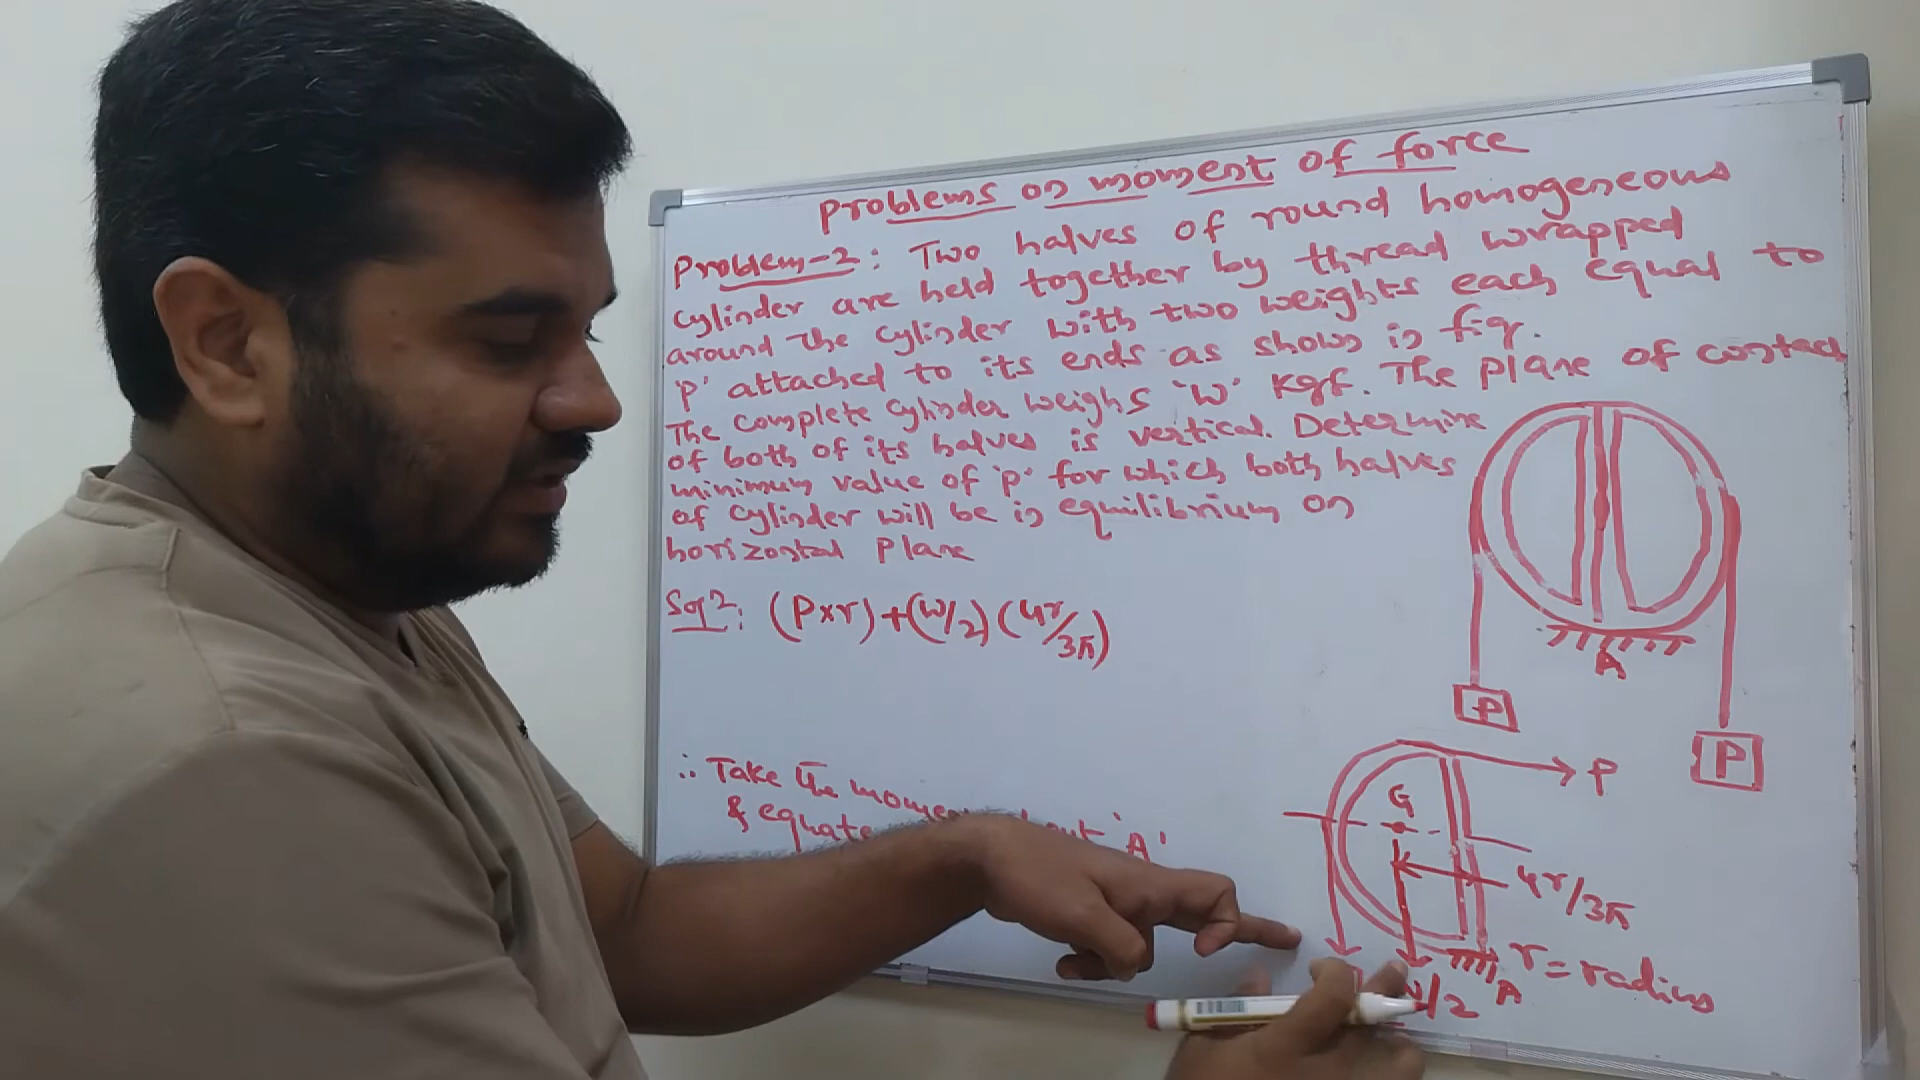 Problems on moment of force
Problem-2: Two halves of round homogeneous
cylinder are held together by thread wrapped
around the cylinder with two weights each equal to
'P' attached to its ends as shown in fig.
The complete cylinder weighs 'W' Kgf. The plane of contact
of both of its halves is vertical. Determine
minimum value of 'P' for which both halves
of cylinder will be in equilibrium on
horizontal plane
A
P
P
Sol?: (P×r)+(W/2)(4r/3π)
∴ Take the moment about 'A'
& equate
P
G
4r/3π
r = radius
A
W/2